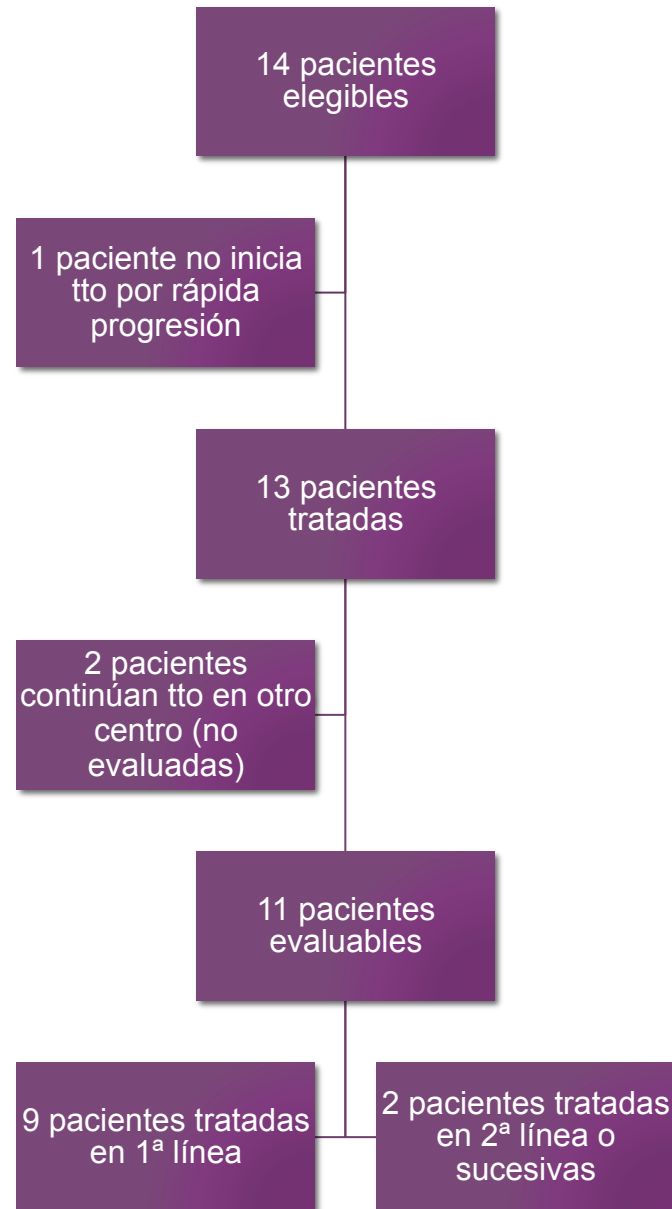 14 pacientes
elegibles
1 paciente no inicia
tto por rápida
progresión
13 pacientes
tratadas
2 pacientes
continúan tto en otro
centro (no
evaluadas)
11 pacientes
evaluables
9 pacientes tratadas
en 1ª línea
2 pacientes tratadas
en 2ª línea o
sucesivas